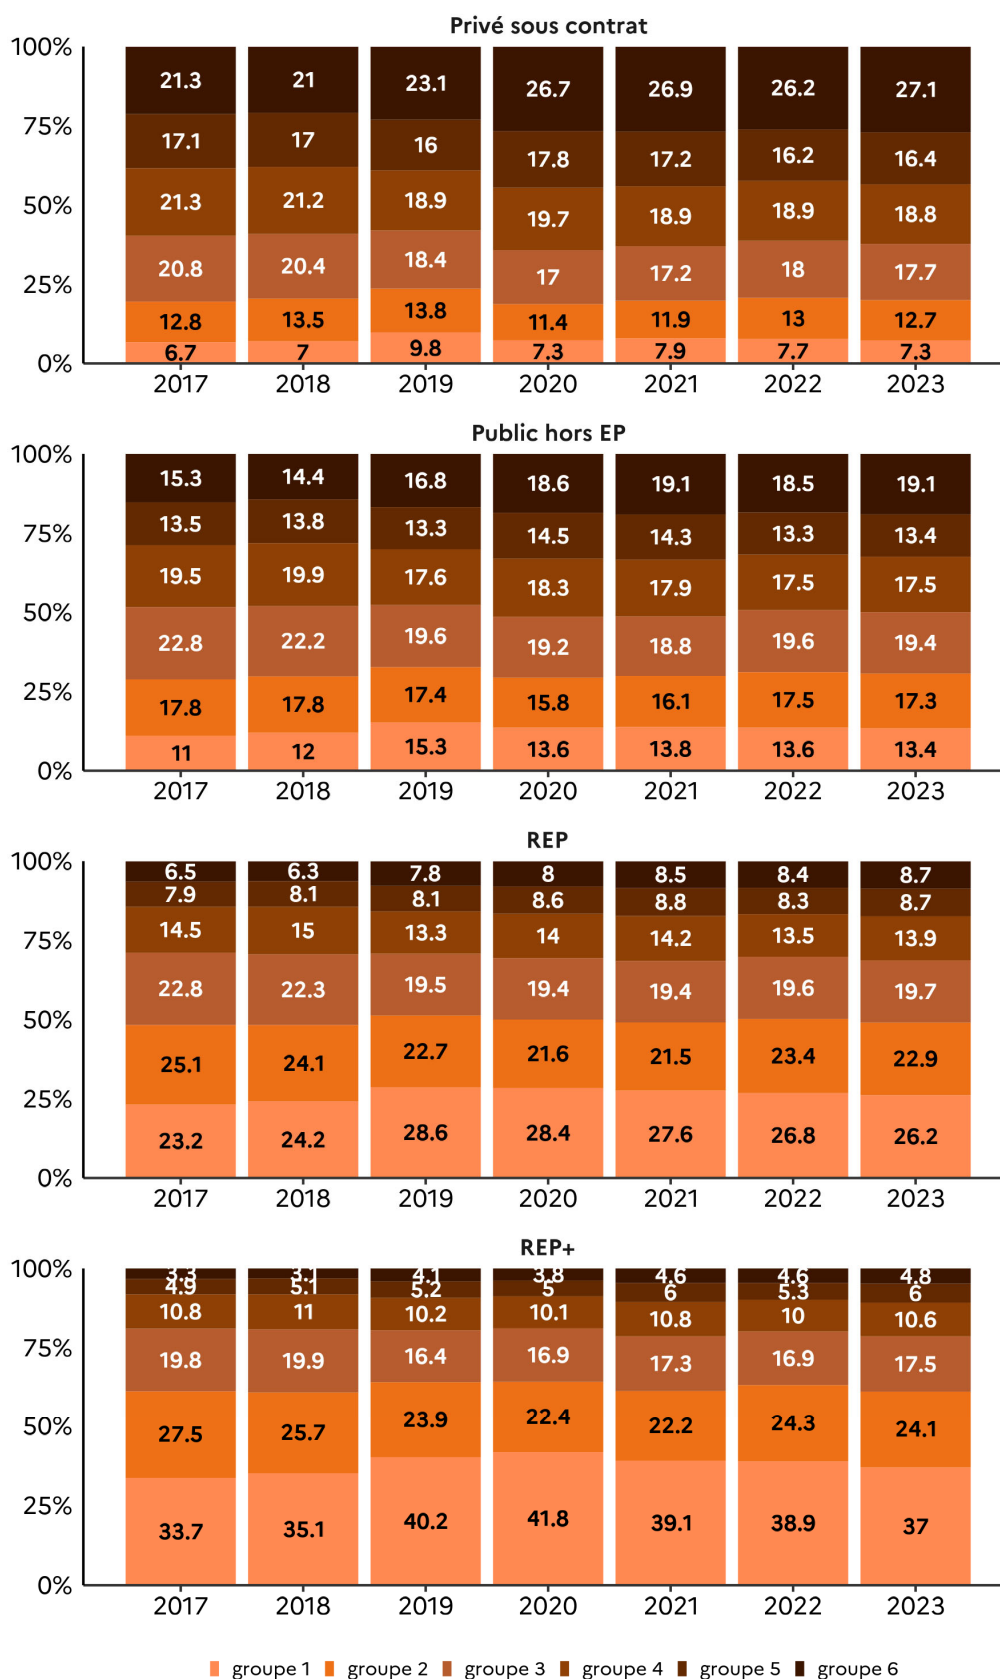 Privé sous contrat
100%
21.3 21 23.1 26.7 26.9 26.2 27.1
75%
17.1 17 16 17.8 17.2 16.2 16.4
50%
21.3 21.2 18.9 19.7 18.9 18.9 18.8
25%
20.8 20.4 18.4 17 17.2 18 17.7
12.8 13.5 13.8 11.4 11.9 13 12.7
6.7 7 9.8 7.3 7.9 7.7 7.3
0%
2017 2018 2019 2020 2021 2022 2023
Public hors EP
100%
15.3 14.4 16.8 18.6 19.1 18.5 19.1
75%
13.5 13.8 13.3 14.5 14.3 13.3 13.4
19.5 19.9 17.6 18.3 17.9 17.5 17.5
50%
22.8 22.2 19.6 19.2 18.8 19.6 19.4
25%
17.8 17.8 17.4 15.8 16.1 17.5 17.3
11 12 15.3 13.6 13.8 13.6 13.4
0%
2017 2018 2019 2020 2021 2022 2023
REP
100%
6.5 6.3 7.8 8 8.5 8.4 8.7
7.9 8.1 8.1 8.6 8.8 8.3 8.7
75%
14.5 15 13.3 14 14.2 13.5 13.9
22.8 22.3 19.5 19.4 19.4 19.6 19.7
50%
25.1 24.1 22.7 21.6 21.5 23.4 22.9
25%
23.2 24.2 28.6 28.4 27.6 26.8 26.2
0%
2017 2018 2019 2020 2021 2022 2023
REP+
100%
3.3 3.1 4.1 3.8 4.6 4.6 4.8
4.9 5.1 5.2 5 6 5.3 6
10.8 11 10.2 10.1 10.8 10 10.6
75%
19.8 19.9 16.4 16.9 17.3 16.9 17.5
50%
27.5 25.7 23.9 22.4 22.2 24.3 24.1
25%
33.7 35.1 40.2 41.8 39.1 38.9 37
0%
2017 2018 2019 2020 2021 2022 2023
groupe 1 groupe 2 groupe 3 groupe 4 groupe 5 groupe 6